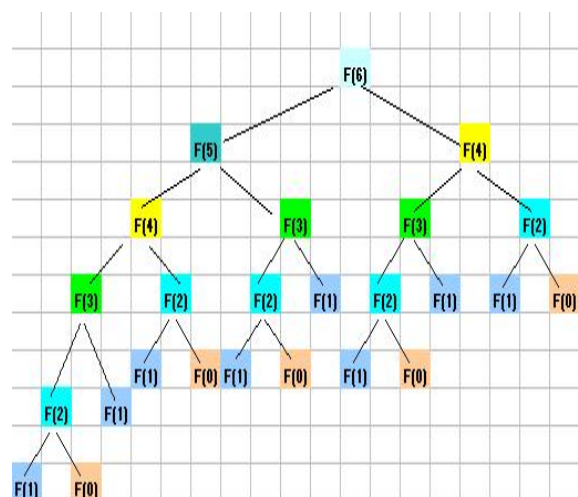 F(6)
F(5) F(4)
F(4) F(3) F(3) F(2)
F(3) F(2) F(2) F(1) F(2) F(1) F(1) F(0)
F(1) F(0) F(1) F(0) F(1) F(0)
F(2) F(1)
F(1) F(0)